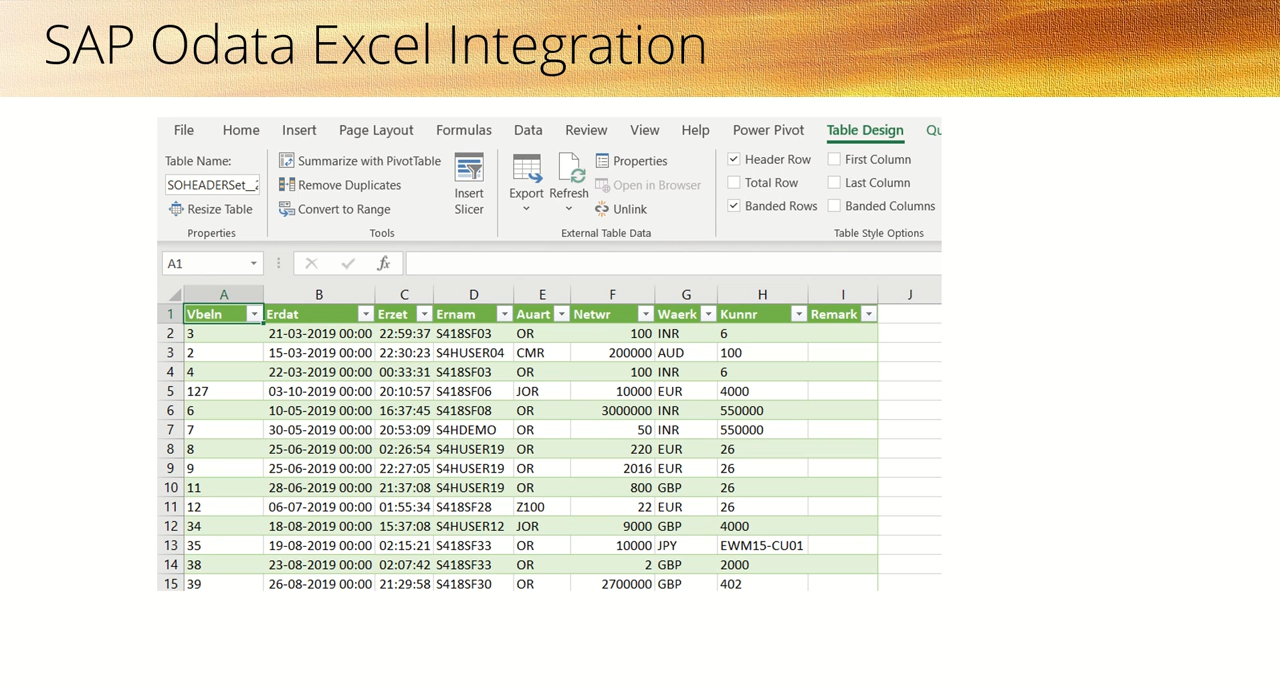 SAP Odata Excel Integration
File Home Insert Page Layout Formulas Data Review View Help Power Pivot Table Design Qu
Table Name:
SOHEADERSet__2
Resize Table
Properties
Summarize with PivotTable
Remove Duplicates
Convert to Range
Tools
Insert
Slicer
Export Refresh
Properties
Open in Browser
Unlink
External Table Data
Header Row First Column
Total Row Last Column
Banded Rows Banded Columns
Table Style Options
A1 fx
A B C D E F G H I J
1 Vbeln Erdat Erzet Ernam Auart Netwr Waerk Kunnr Remark
2 3 21-03-2019 00:00 22:59:37 S418SF03 OR 100 INR 6
3 2 15-03-2019 00:00 22:30:23 S4HUSER04 CMR 200000 AUD 100
4 4 22-03-2019 00:00 00:33:31 S418SF03 OR 100 INR 6
5 127 03-10-2019 00:00 20:10:57 S418SF06 JOR 10000 EUR 4000
6 6 10-05-2019 00:00 16:37:45 S418SF08 OR 3000000 INR 550000
7 7 30-05-2019 00:00 20:53:09 S4HDEMO OR 50 INR 550000
8 8 25-06-2019 00:00 02:26:54 S4HUSER19 OR 220 EUR 26
9 9 25-06-2019 00:00 22:27:05 S4HUSER19 OR 2016 EUR 26
10 11 28-06-2019 00:00 21:37:08 S4HUSER19 OR 800 GBP 26
11 12 06-07-2019 00:00 01:55:34 S418SF28 Z100 22 EUR 26
12 34 18-08-2019 00:00 15:37:08 S4HUSER12 JOR 9000 GBP 4000
13 35 19-08-2019 00:00 02:15:21 S418SF33 OR 10000 JPY EWM15-CU01
14 38 23-08-2019 00:00 02:07:42 S418SF33 OR 2 GBP 2000
15 39 26-08-2019 00:00 21:29:58 S418SF30 OR 2700000 GBP 402